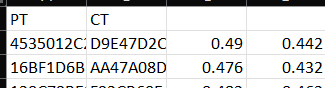 PT CT
4535012C D9E47D2C 0.49 0.442
16BF1D6B AA47A08D 0.476 0.432